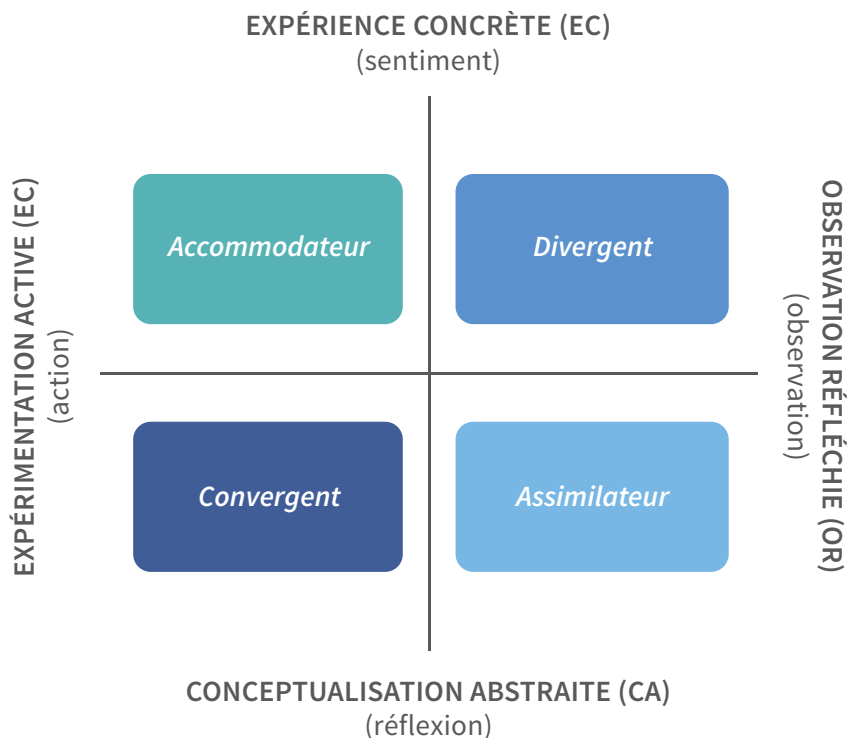 EXPÉRIENCE CONCRÈTE (EC)
(sentiment)
EXPÉRIMENTATION ACTIVE (EC)
(action)
Accommodateur
Divergent
OBSERVATION RÉFLÉCHIE (OR)
(observation)
Convergent
Assimilateur
CONCEPTUALISATION ABSTRAITE (CA)
(réflexion)